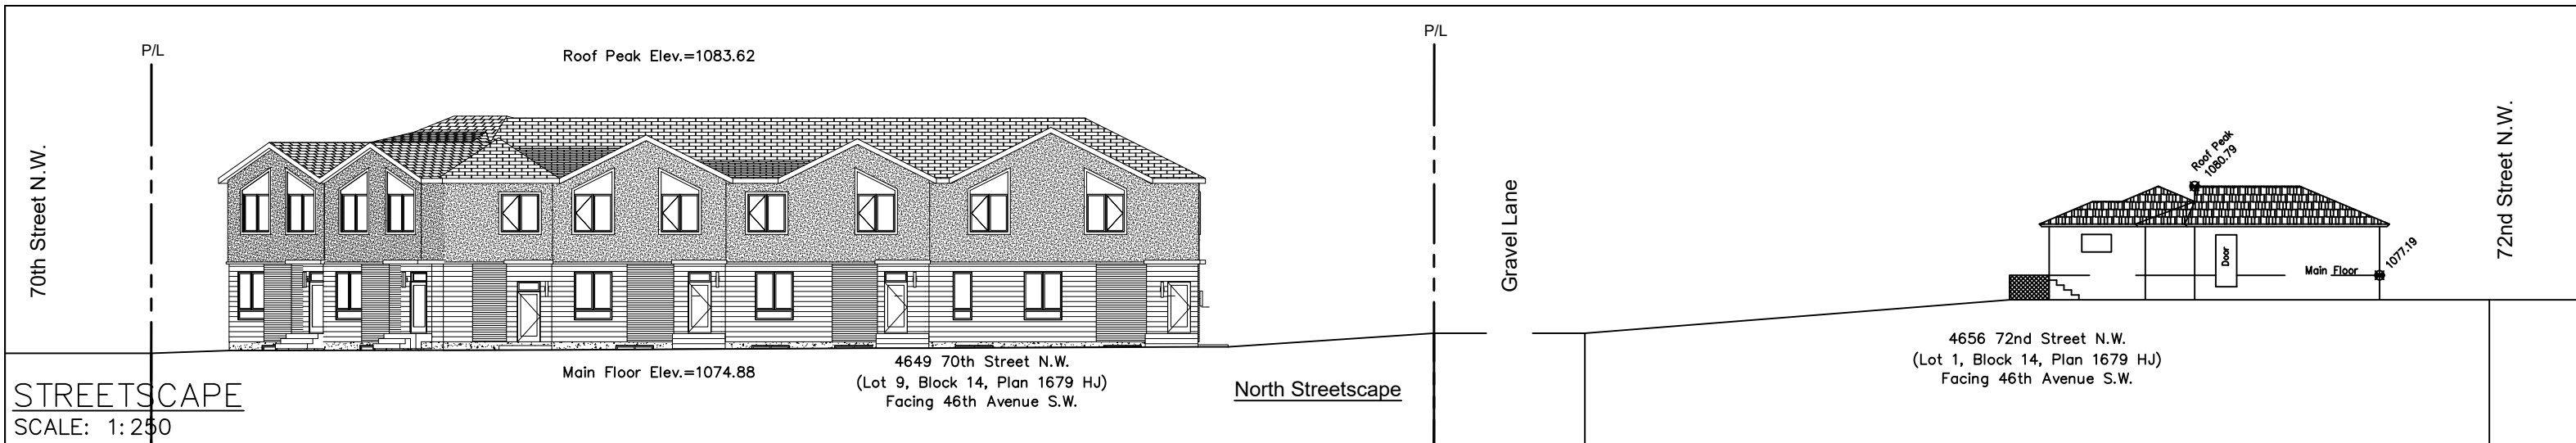 P/L
Roof Peak Elev.=1083.62
P/L
70th Street N.W.
Gravel Lane
Roof Peak
1080.79
Door
Main Floor
1077.19
72nd Street N.W.
4649 70th Street N.W.
(Lot 9, Block 14, Plan 1679 HJ)
Facing 46th Avenue S.W.
Main Floor Elev.=1074.88
North Streetscape
4656 72nd Street N.W.
(Lot 1, Block 14, Plan 1679 HJ)
Facing 46th Avenue S.W.
STREETSCAPE
SCALE: 1:250